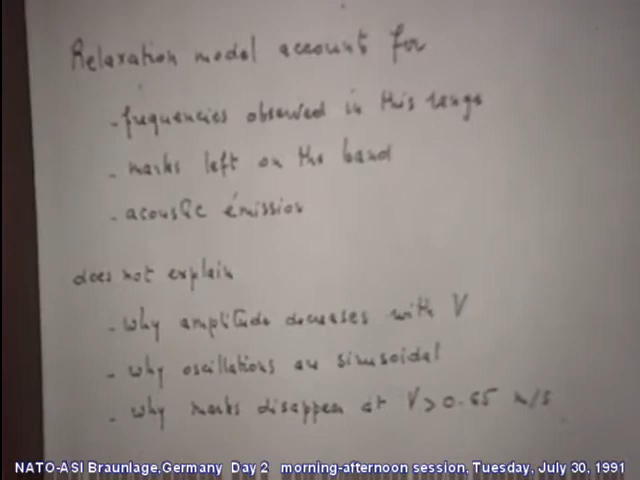 Relaxation model account for
- frequencies observed in this range
- marks left on the band
- acoustic émission
does not explain
- why amplitude decreases with V
- why oscillations are sinusoidal
- why marks disappear at V > 0.65 m/s
NATO-ASI Braunlage,Germany Day 2 morning-afternoon session, Tuesday, July 30, 1991